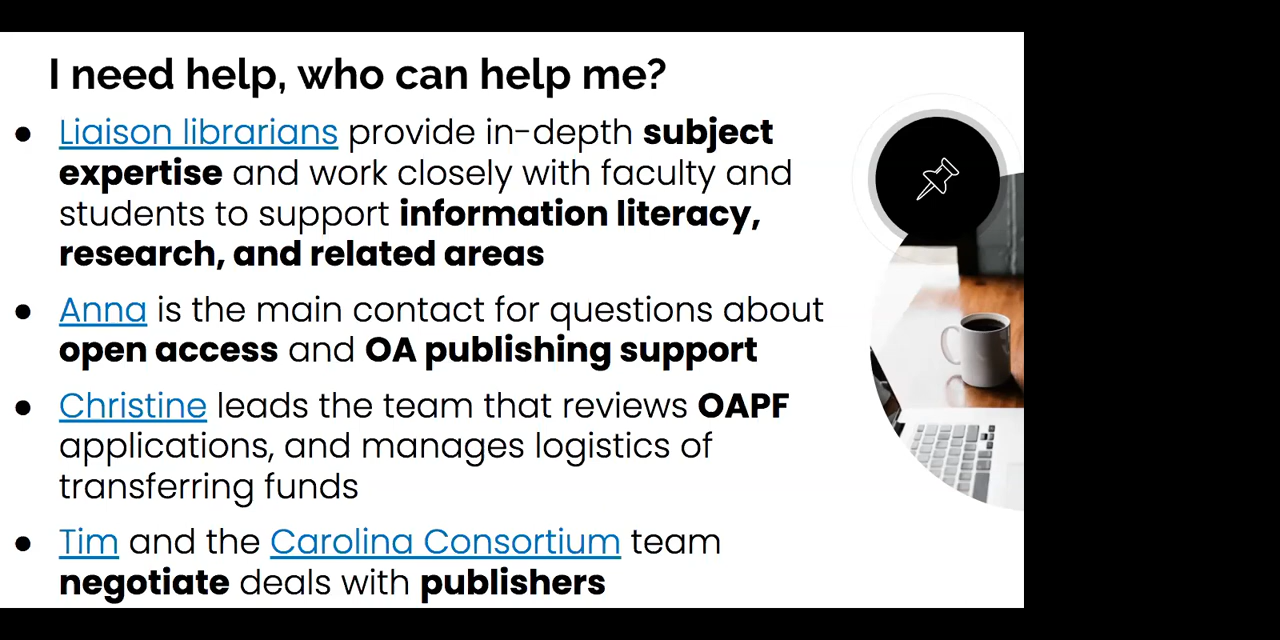 I need help, who can help me?
● Liaison librarians provide in-depth subject
expertise and work closely with faculty and
students to support information literacy,
research, and related areas
● Anna is the main contact for questions about
open access and OA publishing support
● Christine leads the team that reviews OAPF
applications, and manages logistics of
transferring funds
● Tim and the Carolina Consortium team
negotiate deals with publishers